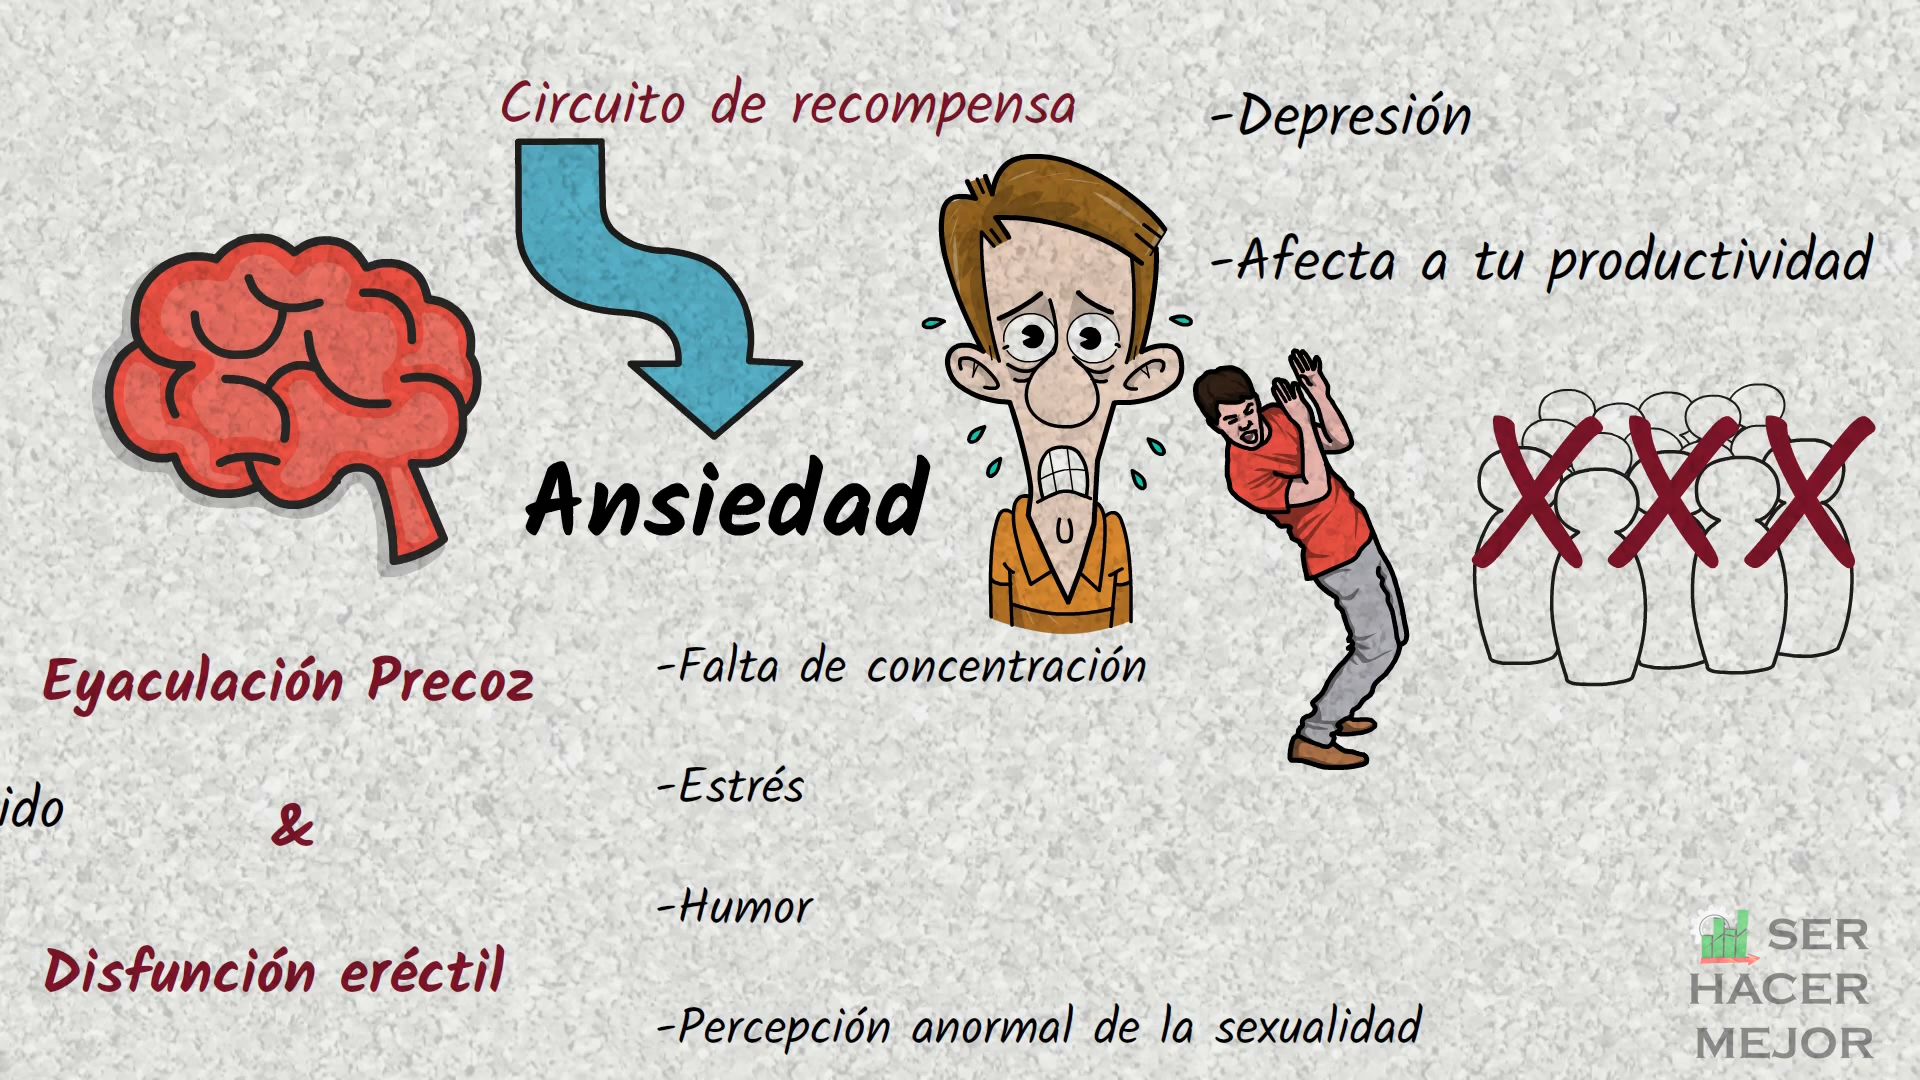 Circuito de recompensa
-Depresión
-Afecta a tu productividad
Ansiedad
Eyaculación Precoz
&
Disfunción eréctil
ido
-Falta de concentración
-Estrés
-Humor
-Percepción anormal de la sexualidad
SER
HACER
MEJOR